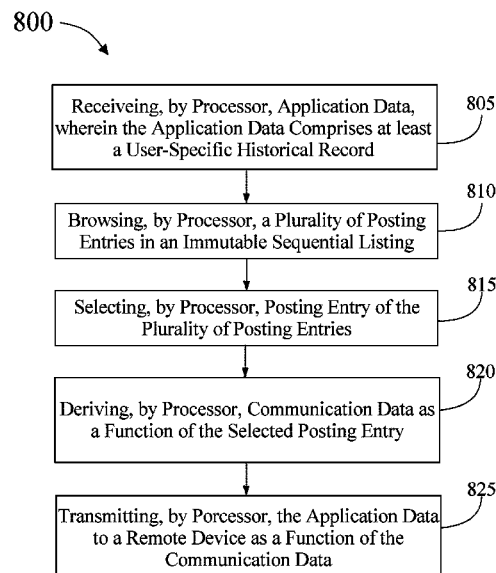 800
Receiveing, by Processor, Application Data,
wherein the Application Data Comprises at least
a User-Specific Historical Record
805
Browsing, by Processor, a Plurality of Posting
Entries in an Immutable Sequential Listing
810
Selecting, by Processor, Posting Entry of the
Plurality of Posting Entries
815
Deriving, by Processor, Communication Data as
a Function of the Selected Posting Entry
820
Transmitting, by Porcessor, the Application Data
to a Remote Device as a Function of the
Communication Data
825